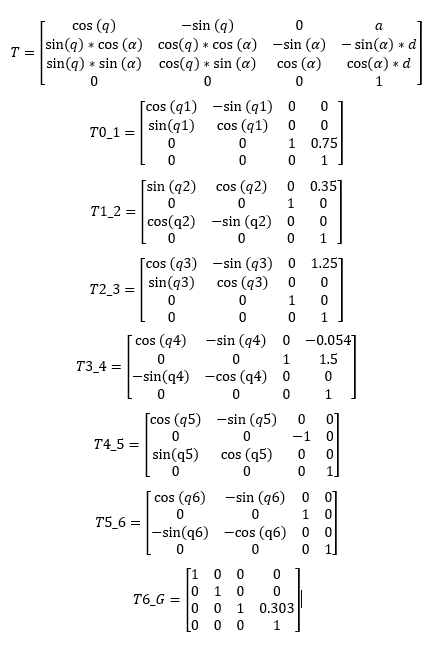 cos (q) −sin (q) 0 a
T = sin(q) ∗ cos (α) cos(q) ∗ cos (α) −sin (α) − sin(α) ∗ d
sin(q) ∗ sin (α) cos(q) ∗ sin (α) cos (α) cos(α) ∗ d
0 0 0 1
cos (q1) −sin (q1) 0 0
T0_1 = sin(q1) cos (q1) 0 0
0 0 1 0.75
0 0 0 1
sin (q2) cos (q2) 0 0.35
T1_2 = 0 0 1 0
cos(q2) −sin (q2) 0 0
0 0 0 1
cos (q3) −sin (q3) 0 1.25
T2_3 = sin(q3) cos (q3) 0 0
0 0 1 0
0 0 0 1
cos (q4) −sin (q4) 0 −0.054
T3_4 = 0 0 1 1.5
−sin(q4) −cos (q4) 0 0
0 0 0 1
cos (q5) −sin (q5) 0 0
T4_5 = 0 0 −1 0
sin(q5) cos (q5) 0 0
0 0 0 1
cos (q6) −sin (q6) 0 0
T5_6 = 0 0 1 0
−sin(q6) −cos (q6) 0 0
0 0 0 1
1 0 0 0
T6_G = 0 1 0 0
0 0 1 0.303
0 0 0 1